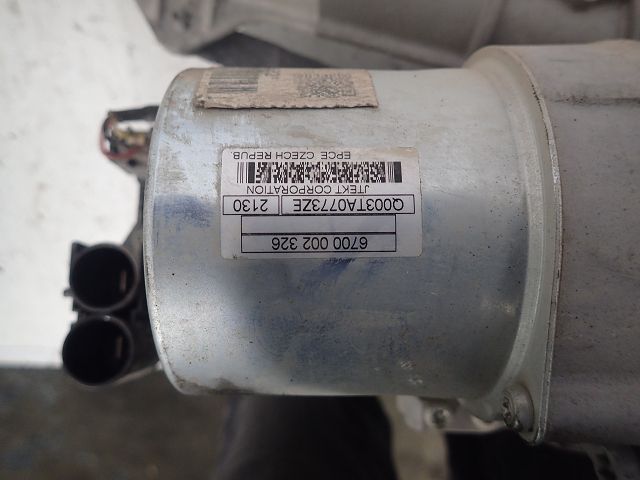 6700 002 326
Q003TA0773ZE 2130
JTEKT CORPORATION
EPCE CZECH REPUB